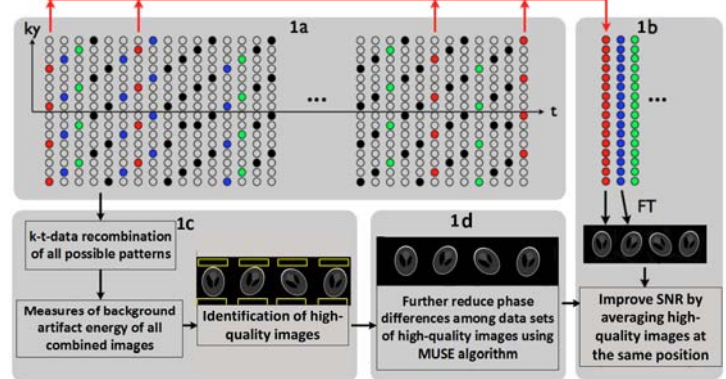 1a
1b
ky
...
t
...
FT
1c
k-t-data recombination
of all possible patterns
Measures of background
artifact energy of all
combined images
Identification of high-
quality images
1d
Further reduce phase
differences among data sets
of high-quality images using
MUSE algorithm
Improve SNR by
averaging high-
quality images at
the same position